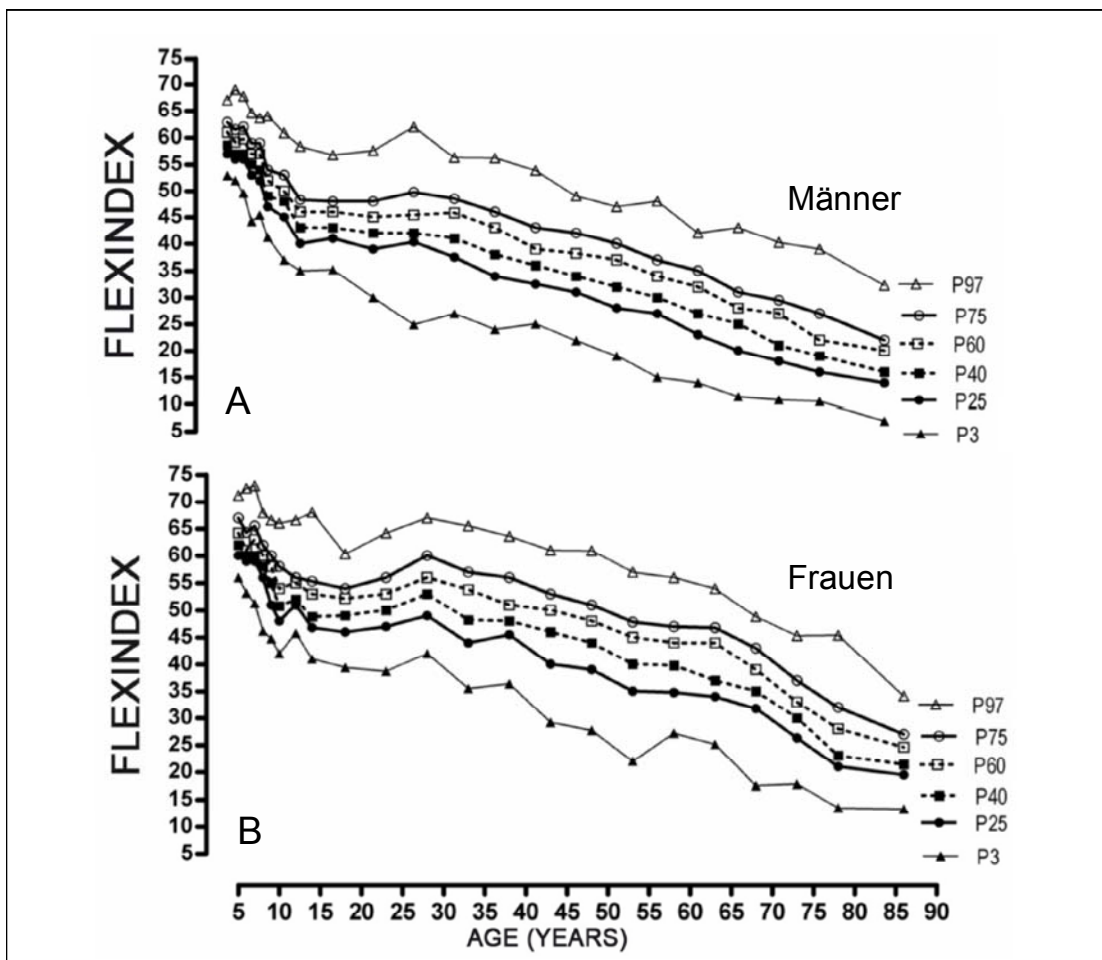 75
70
65
60
55
50
45
40
35
30
25
20
15
10
5
FLEXINDEX
Männer
A
P97
P75
P60
P40
P25
P3
75
70
65
60
55
50
45
40
35
30
25
20
15
10
5
FLEXINDEX
Frauen
B
P97
P75
P60
P40
P25
P3
5 10 15 20 25 30 35 40 45 50 55 60 65 70 75 80 85 90
AGE (YEARS)